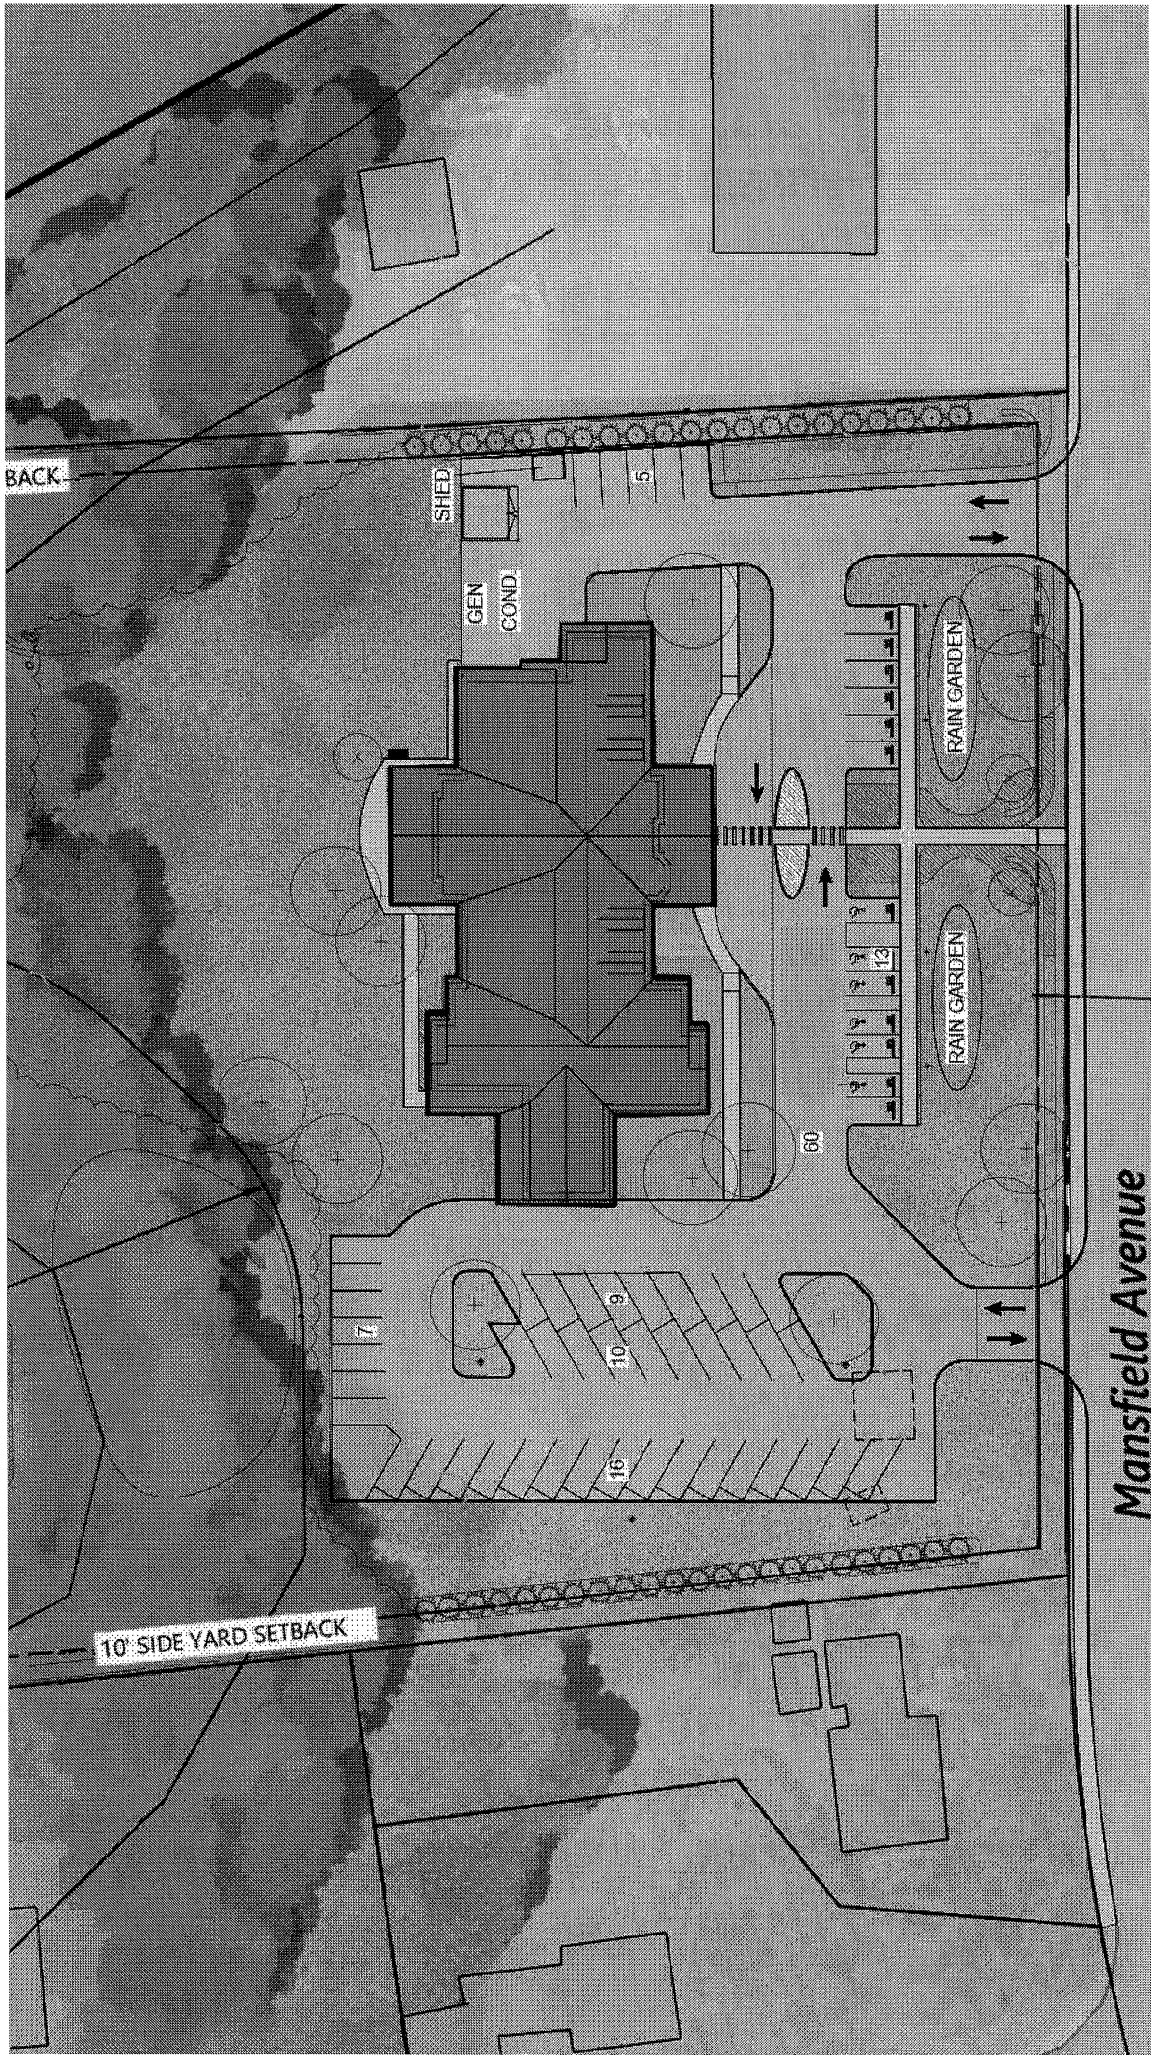 BACK
SHED
5
GEN
COND.
RAIN GARDEN
13
RAIN GARDEN
60
7
9
10
16
10' SIDE YARD SETBACK
Mansfield Avenue